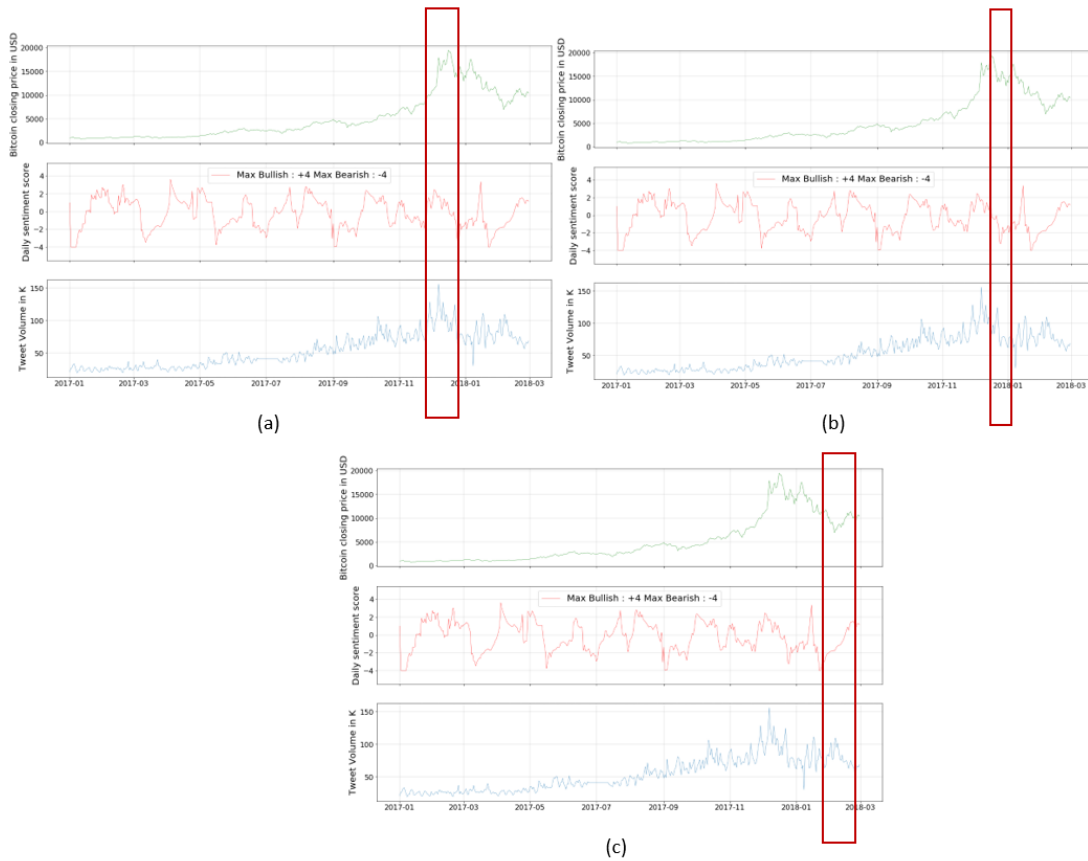 Bitcoin closing price in USD
20000
15000
10000
5000
0
Daily sentiment score
Max Bullish : +4 Max Bearish : -4
4
2
0
−2
−4
Tweet Volume in K
150
100
50
2017-01 2017-03 2017-05 2017-07 2017-09 2017-11 2018-01 2018-03
(a)
Bitcoin closing price in USD
20000
15000
10000
5000
0
Daily sentiment score
Max Bullish : +4 Max Bearish : -4
4
2
0
−2
−4
Tweet Volume in K
150
100
50
2017-01 2017-03 2017-05 2017-07 2017-09 2017-11 2018-01 2018-03
(b)
Bitcoin closing price in USD
20000
15000
10000
5000
0
Daily sentiment score
Max Bullish : +4 Max Bearish : -4
4
2
0
−2
−4
Tweet Volume in K
150
100
50
2017-01 2017-03 2017-05 2017-07 2017-09 2017-11 2018-01 2018-03
(c)